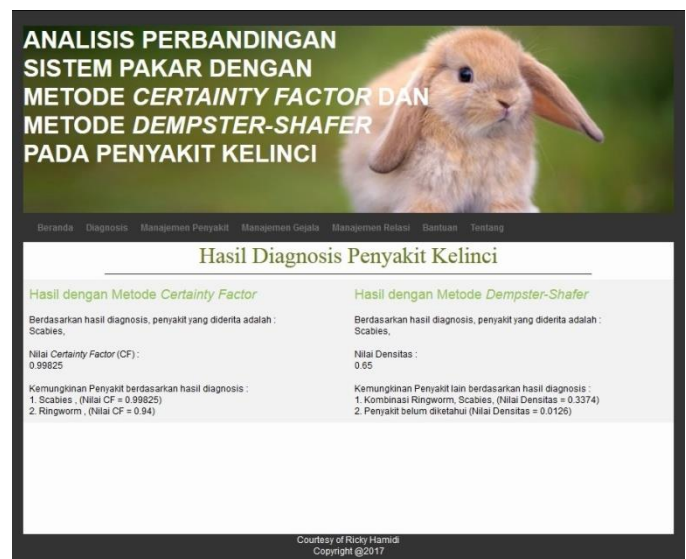 ANALISIS PERBANDINGAN
SISTEM PAKAR DENGAN
METODE CERTAINTY FACTOR DAN
METODE DEMPSTER-SHAFER
PADA PENYAKIT KELINCI
Beranda Diagnosis Manajemen Penyakit Manajemen Gejala Manajemen Relasi Bantuan Tentang
Hasil Diagnosis Penyakit Kelinci
Hasil dengan Metode Certainty Factor
Berdasarkan hasil diagnosis, penyakit yang diderita adalah :
Scabies,
Nilai Certainty Factor (CF) :
0.99825
Kemungkinan Penyakit berdasarkan hasil diagnosis :
1. Scabies , (Nilai CF = 0.99825)
2. Ringworm , (Nilai CF = 0.94)
Hasil dengan Metode Dempster-Shafer
Berdasarkan hasil diagnosis, penyakit yang diderita adalah :
Scabies,
Nilai Densitas :
0.65
Kemungkinan Penyakit lain berdasarkan hasil diagnosis :
1. Kombinasi Ringworm, Scabies, (Nilai Densitas = 0.3374)
2. Penyakit belum diketahui (Nilai Densitas = 0.0126)
Courtesy of Ricky Hamidi
Copyright @2017